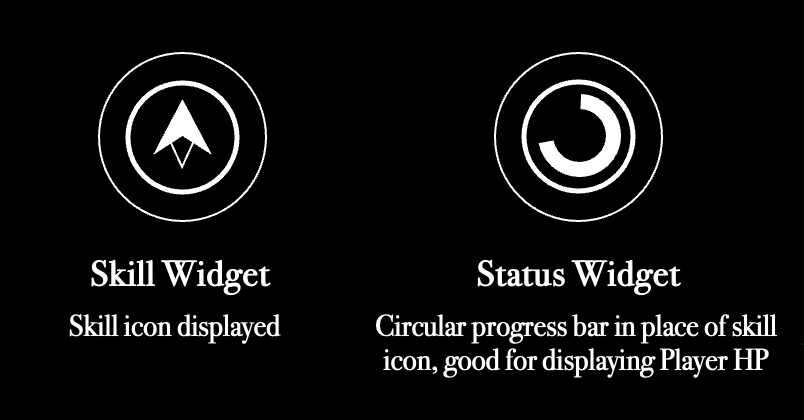 Skill Widget
Skill icon displayed
Status Widget
Circular progress bar in place of skill
icon, good for displaying Player HP